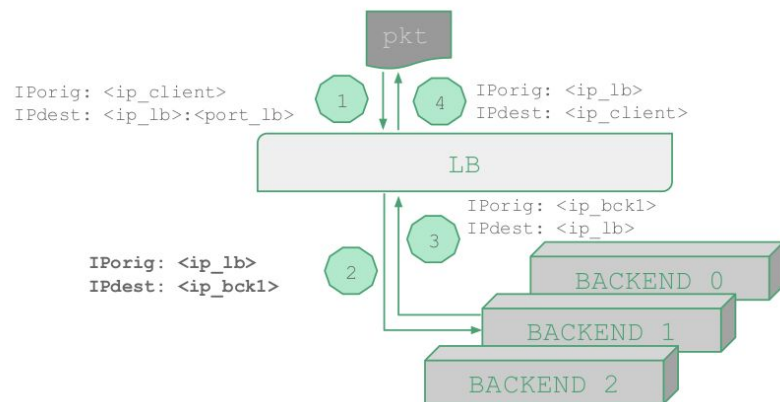 pkt
IPorig: <ip_client>
IPdest: <ip_lb>:<port_lb>
1
4
IPorig: <ip_lb>
IPdest: <ip_client>
LB
IPorig: <ip_bck1>
IPdest: <ip_lb>
3
2
IPorig: <ip_lb>
IPdest: <ip_bck1>
BACKEND 0
BACKEND 1
BACKEND 2